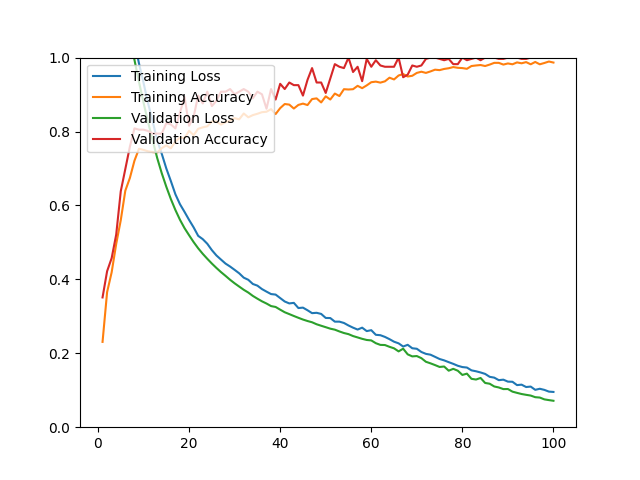 1.0
Training Loss
Training Accuracy
Validation Loss
Validation Accuracy
0.8
0.6
0.4
0.2
0.0
0 20 40 60 80 100